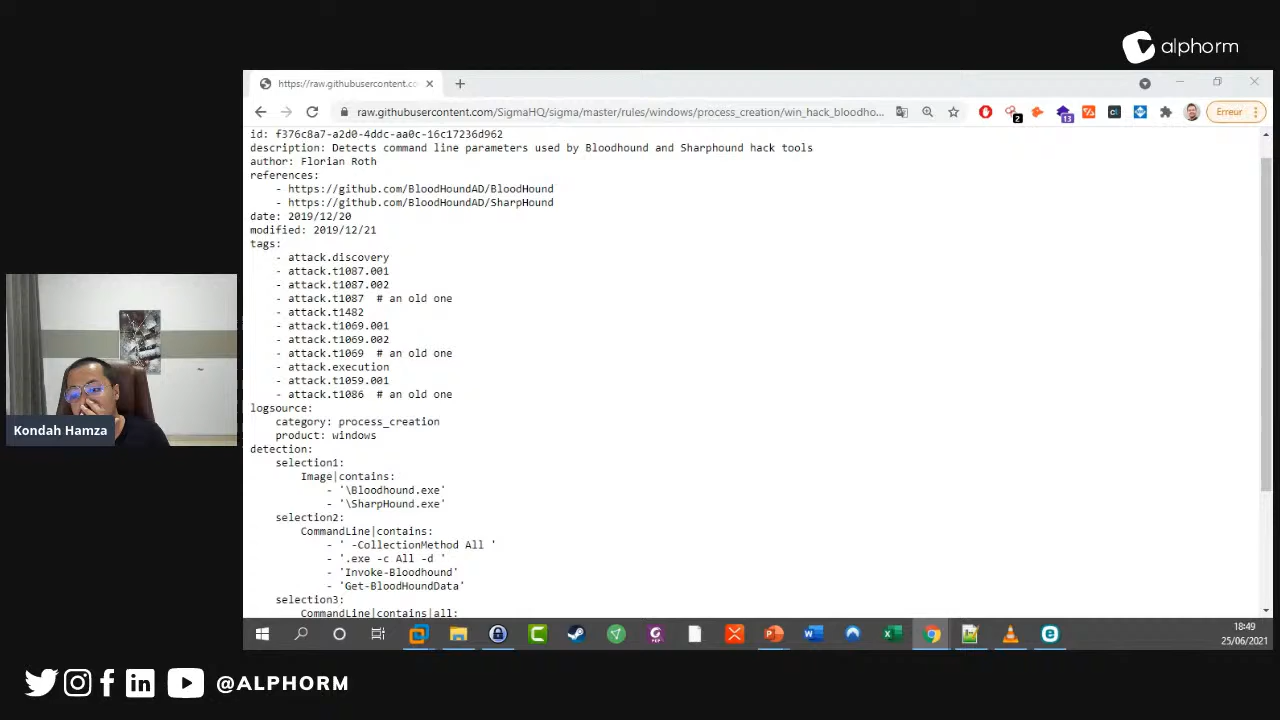 alphorm
https://raw.githubusercontent.co
raw.githubusercontent.com/SigmaHQ/sigma/master/rules/windows/process_creation/win_hack_bloodho...
2
13
Erreur
id: f376c8a7-a2d0-4ddc-aa0c-16c17236d962
description: Detects command line parameters used by Bloodhound and Sharphound hack tools
author: Florian Roth
references:
- https://github.com/BloodHoundAD/BloodHound
- https://github.com/BloodHoundAD/SharpHound
date: 2019/12/20
modified: 2019/12/21
tags:
- attack.discovery
- attack.t1087.001
- attack.t1087.002
- attack.t1087 # an old one
- attack.t1482
- attack.t1069.001
- attack.t1069.002
- attack.t1069 # an old one
- attack.execution
- attack.t1059.001
- attack.t1086 # an old one
logsource:
category: process_creation
product: windows
detection:
selection1:
Image|contains:
- '\Bloodhound.exe'
- '\SharpHound.exe'
selection2:
CommandLine|contains:
- ' -CollectionMethod All '
- '.exe -c All -d '
- 'Invoke-Bloodhound'
- 'Get-BloodHoundData'
selection3:
CommandLine|contains|all:
Kondah Hamza
18:49
25/06/2021
@ALPHORM